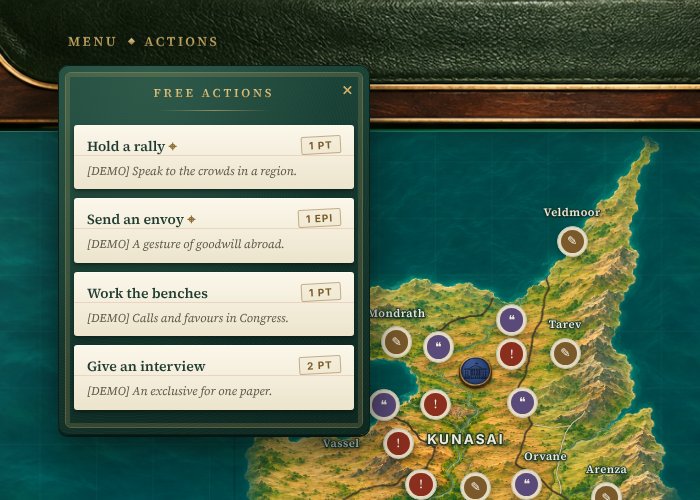 MENU ◆ ACTIONS
FREE ACTIONS
×
Hold a rally ✦
1 PT
[DEMO] Speak to the crowds in a region.
Send an envoy ✦
1 EPI
[DEMO] A gesture of goodwill abroad.
Work the benches
1 PT
[DEMO] Calls and favours in Congress.
Give an interview
2 PT
[DEMO] An exclusive for one paper.
Veldmoor
Mondrath
Tarev
!
!
!
!
KUNASAI
Vassel
Orvane
Arenza